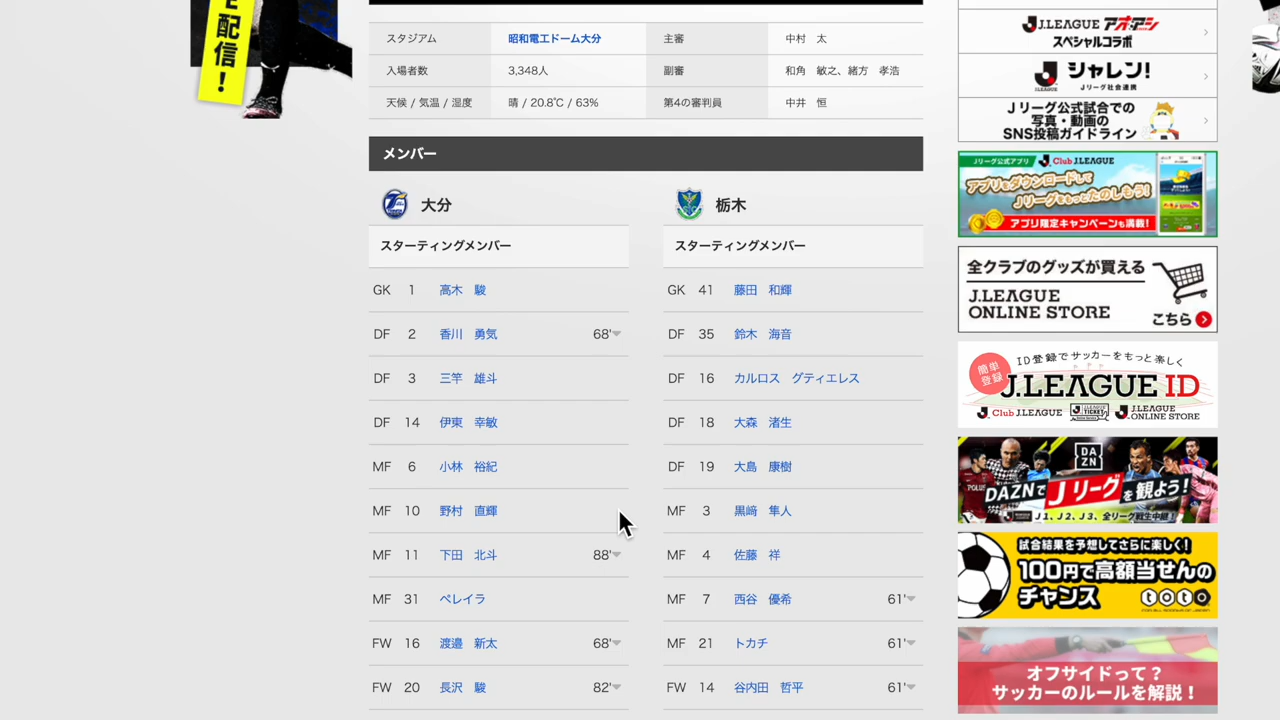 配信！
スタジ
昭和電工ドーム大分
主審
中村　太
入場者数
3,348人
副審
和角　敏之、緒方　孝浩
天候 / 気温 / 湿度
晴 / 20.8℃ / 63%
第4の審判員
中井　恒
メンバー
大分
スターティングメンバー
GK 1 高木　駿
DF 2 香川　勇気 68'
DF 三竿　雄斗
DF 伊東　幸敏
MF 6 小林　裕紀
MF 10 野村　直輝
MF 11 下田　北斗 88'
MF 31 ペレイラ
FW 16 渡邉　新太 68'
FW 20 長沢　駿 82'
栃木
スターティングメンバー
GK 41 藤田　和輝
DF 35 鈴木　海音
DF 16 カルロス　グティエレス
DF 18 大森　渚生
DF 19 大島　康樹
MF 3 黒﨑　隼人
MF 4 佐藤　祥
MF 7 西谷　優希 61'
MF 21 トカチ 61'
FW 14 谷内田　哲平 61'
J.LEAGUE アオアシ
スペシャルコラボ
シャレン!
Jリーグ社会連携
Jリーグ公式試合での
写真・動画の
SNS投稿ガイドライン
Jリーグ公式アプリ Club J.LEAGUE
アプリをダウンロードして
Jリーグをもっとたのしもう!
アプリ限定キャンペーンも満載!
全クラブのグッズが買える
J.LEAGUE
ONLINE STORE
こちら
ID登録でサッカーをもっと楽しく
簡単
登録
J.LEAGUE ID
Club J.LEAGUE J.LEAGUE TICKET J.LEAGUE ONLINE STORE
DAZN
DAZNでJリーグを観よう!
J1、J2、J3、全リーグ戦生中継!
試合結果を予想してさらに楽しく!
100円で高額当せんの
チャンス
toto
オフサイドって？
サッカーのルールを解説！